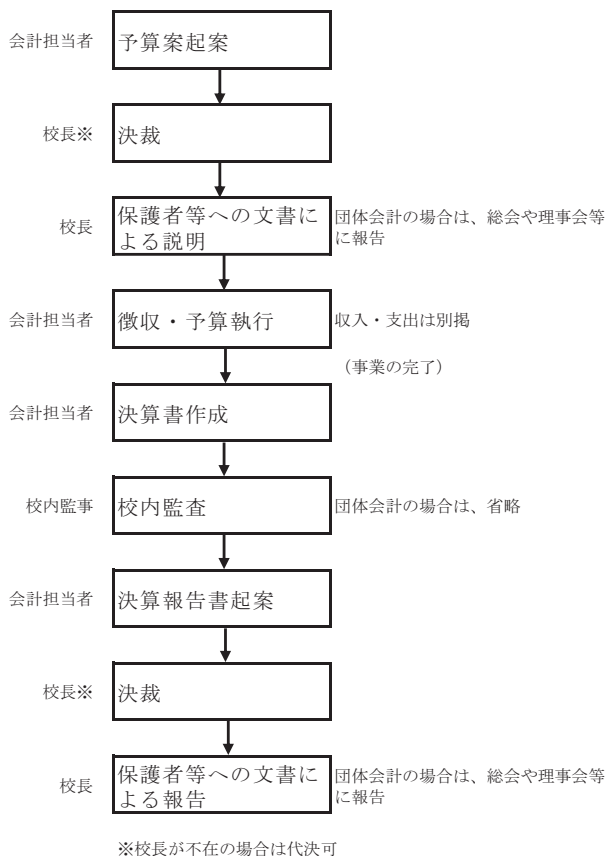 会計担当者
予算案起案
校長※
決裁
校長
保護者等への文書に
よる説明
団体会計の場合は、総会や理事会等
に報告
会計担当者
徴収・予算執行
収入・支出は別掲
（事業の完了）
会計担当者
決算書作成
校内監事
校内監査
団体会計の場合は、省略
会計担当者
決算報告書起案
校長※
決裁
校長
保護者等への文書に
よる報告
団体会計の場合は、総会や理事会等
に報告
※校長が不在の場合は代決可